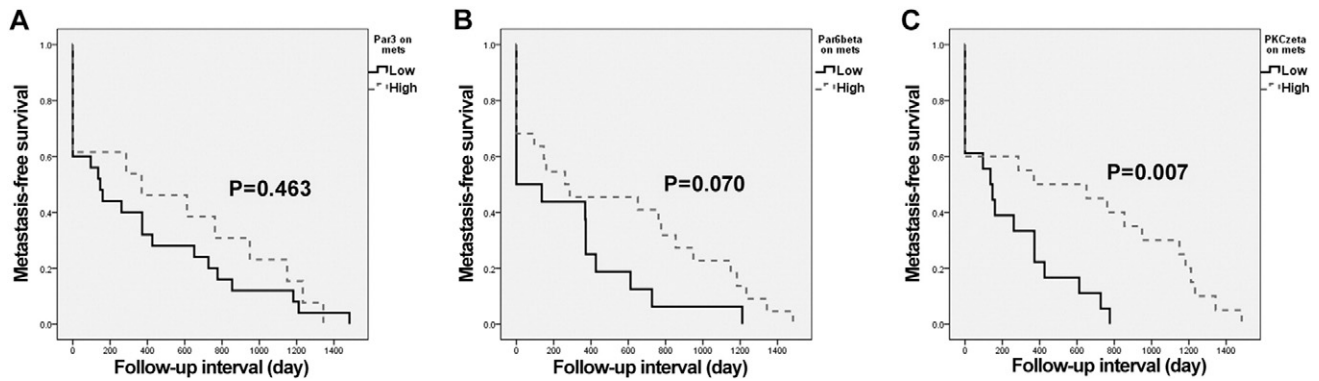 A
Par3 on
mets
Low
High
Metastasis-free survival
1.0
0.8
0.6
0.4
0.2
0.0
P=0.463
0 200 400 600 800 1000 1200 1400
Follow-up interval (day)
B
Par6beta
on mets
Low
High
Metastasis-free survival
1.0
0.8
0.6
0.4
0.2
0.0
P=0.070
0 200 400 600 800 1000 1200 1400
Follow-up interval (day)
C
PKCzeta
on mets
Low
High
Metastasis-free survival
1.0
0.8
0.6
0.4
0.2
0.0
P=0.007
0 200 400 600 800 1000 1200 1400
Follow-up interval (day)